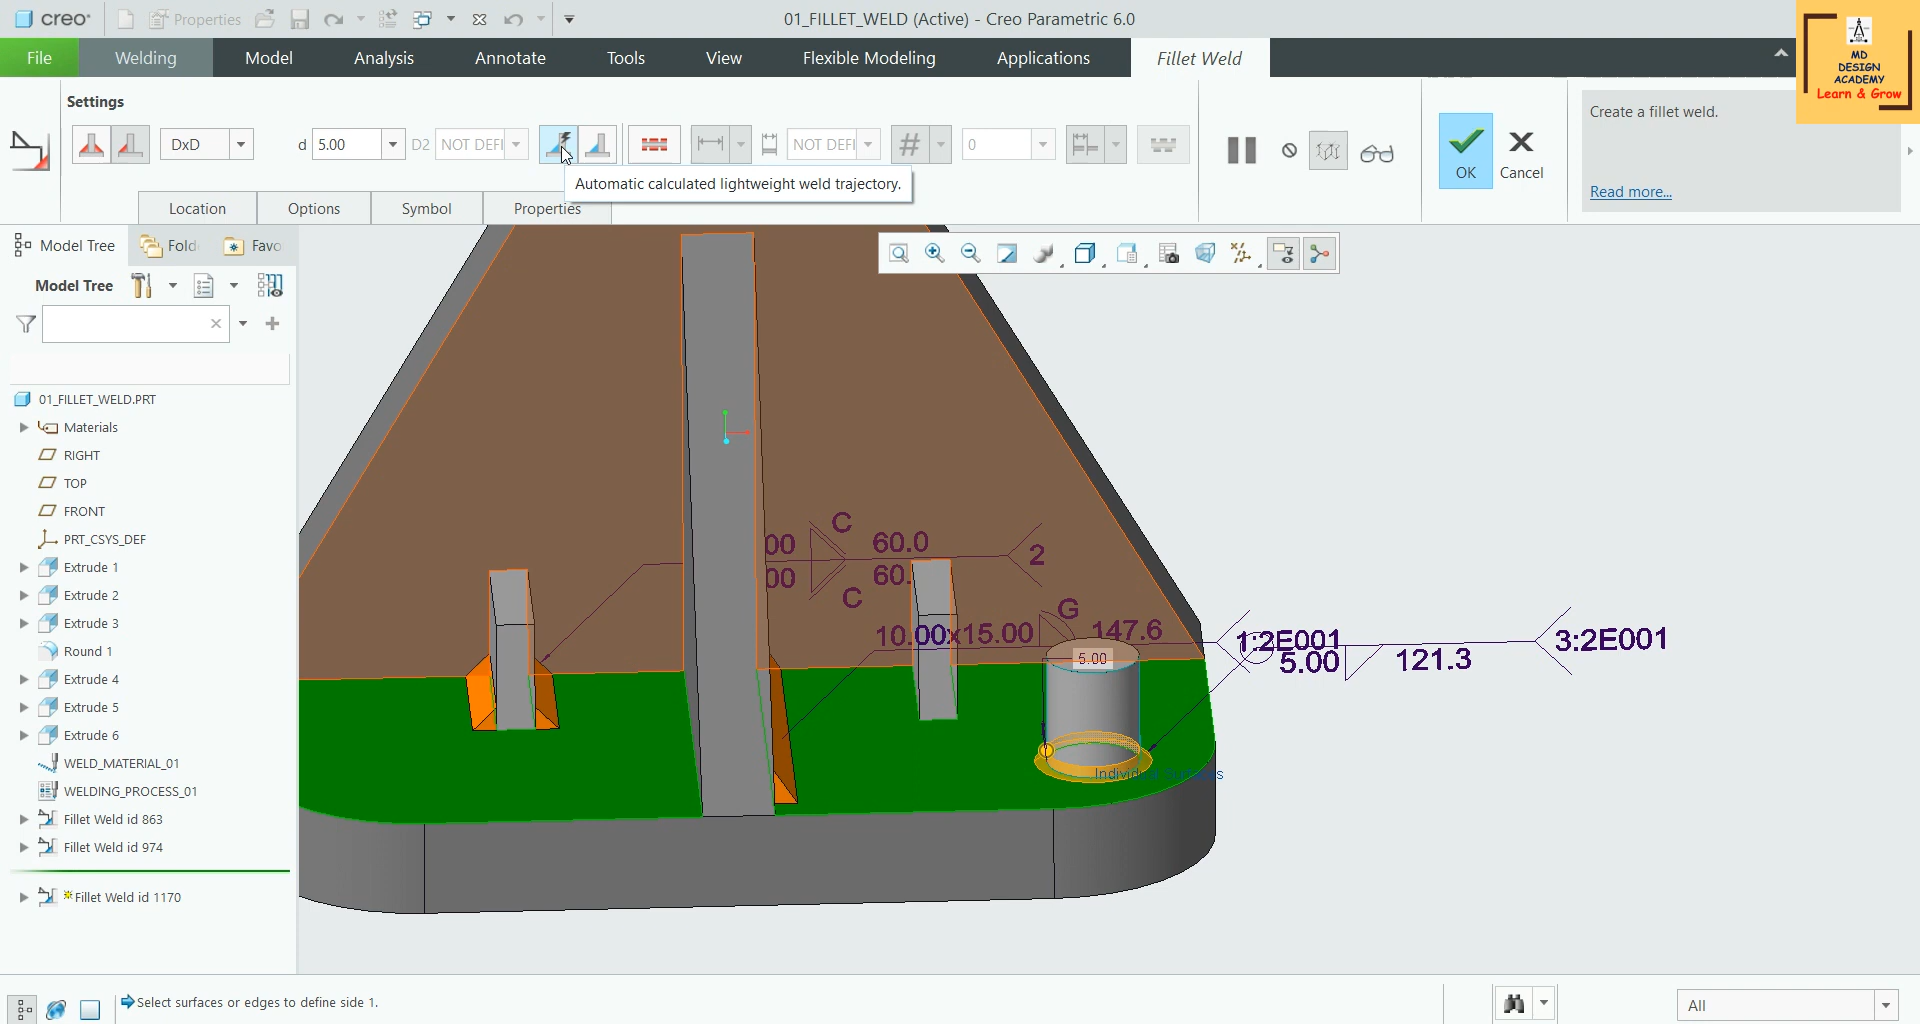 creo
Properties
01_FILLET_WELD (Active) - Creo Parametric 6.0
File
Welding
Model
Analysis
Annotate
Tools
View
Flexible Modeling
Applications
Fillet Weld
MD
DESIGN
ACADEMY
Learn & Grow
Settings
DxD
d
5.00
D2
NOT DEFI
NOT DEFI
0
OK
Cancel
Create a fillet weld.
Read more...
Automatic calculated lightweight weld trajectory.
Location
Options
Symbol
Properties
Model Tree
Fold
Favo
Model Tree
01_FILLET_WELD.PRT
Materials
RIGHT
TOP
FRONT
PRT_CSYS_DEF
Extrude 1
Extrude 2
Extrude 3
Round 1
Extrude 4
Extrude 5
Extrude 6
WELD_MATERIAL_01
WELDING_PROCESS_01
Fillet Weld id 863
Fillet Weld id 974
Fillet Weld id 1170
C
00
60.0
2
00
60.
C
G
10.00x15.00
147.6
1:2E001
3:2E001
5.00
5.00
121.3
Select surfaces or edges to define side 1.
All